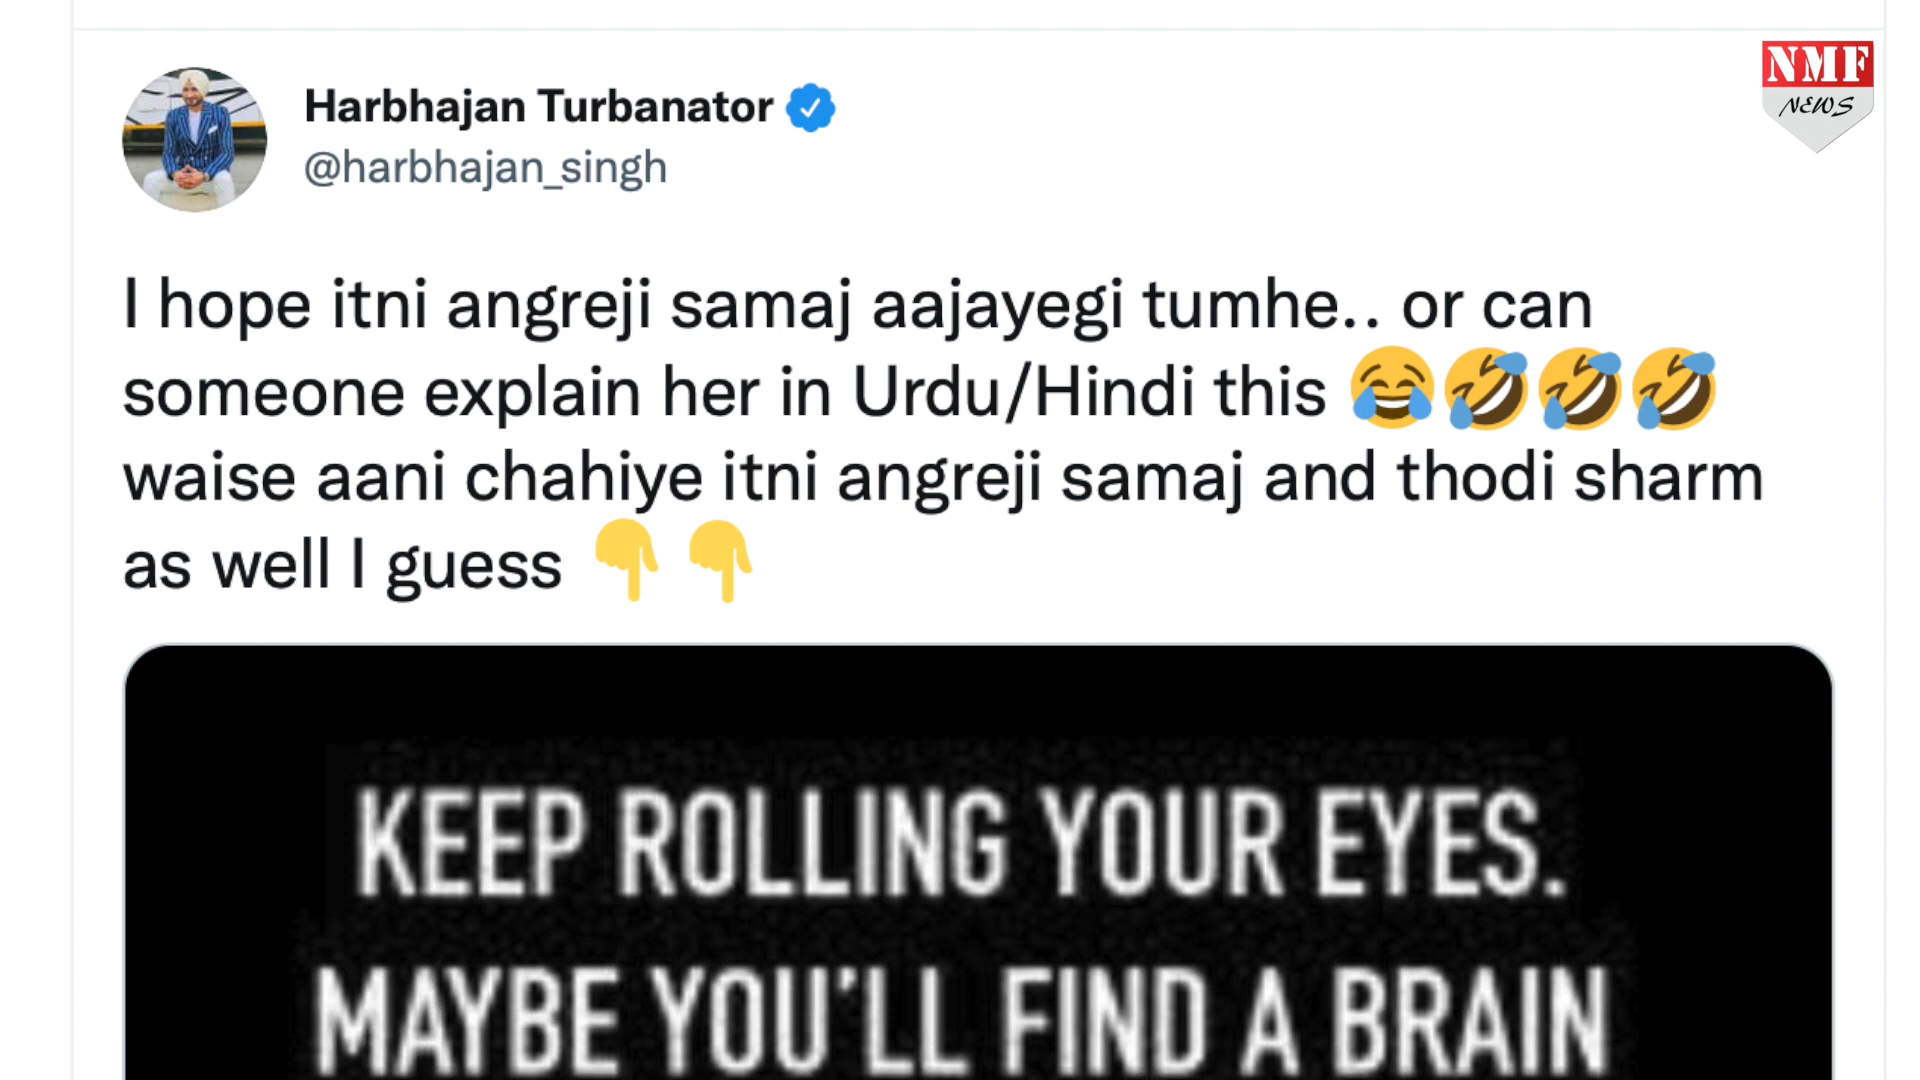 NMF
NEWS
Harbhajan Turbanator
@harbhajan_singh
I hope itni angreji samaj aajayegi tumhe.. or can
someone explain her in Urdu/Hindi this 😂🤣🤣🤣
waise aani chahiye itni angreji samaj and thodi sharm
as well I guess 👇👇
KEEP ROLLING YOUR EYES.
MAYBE YOU'LL FIND A BRAIN